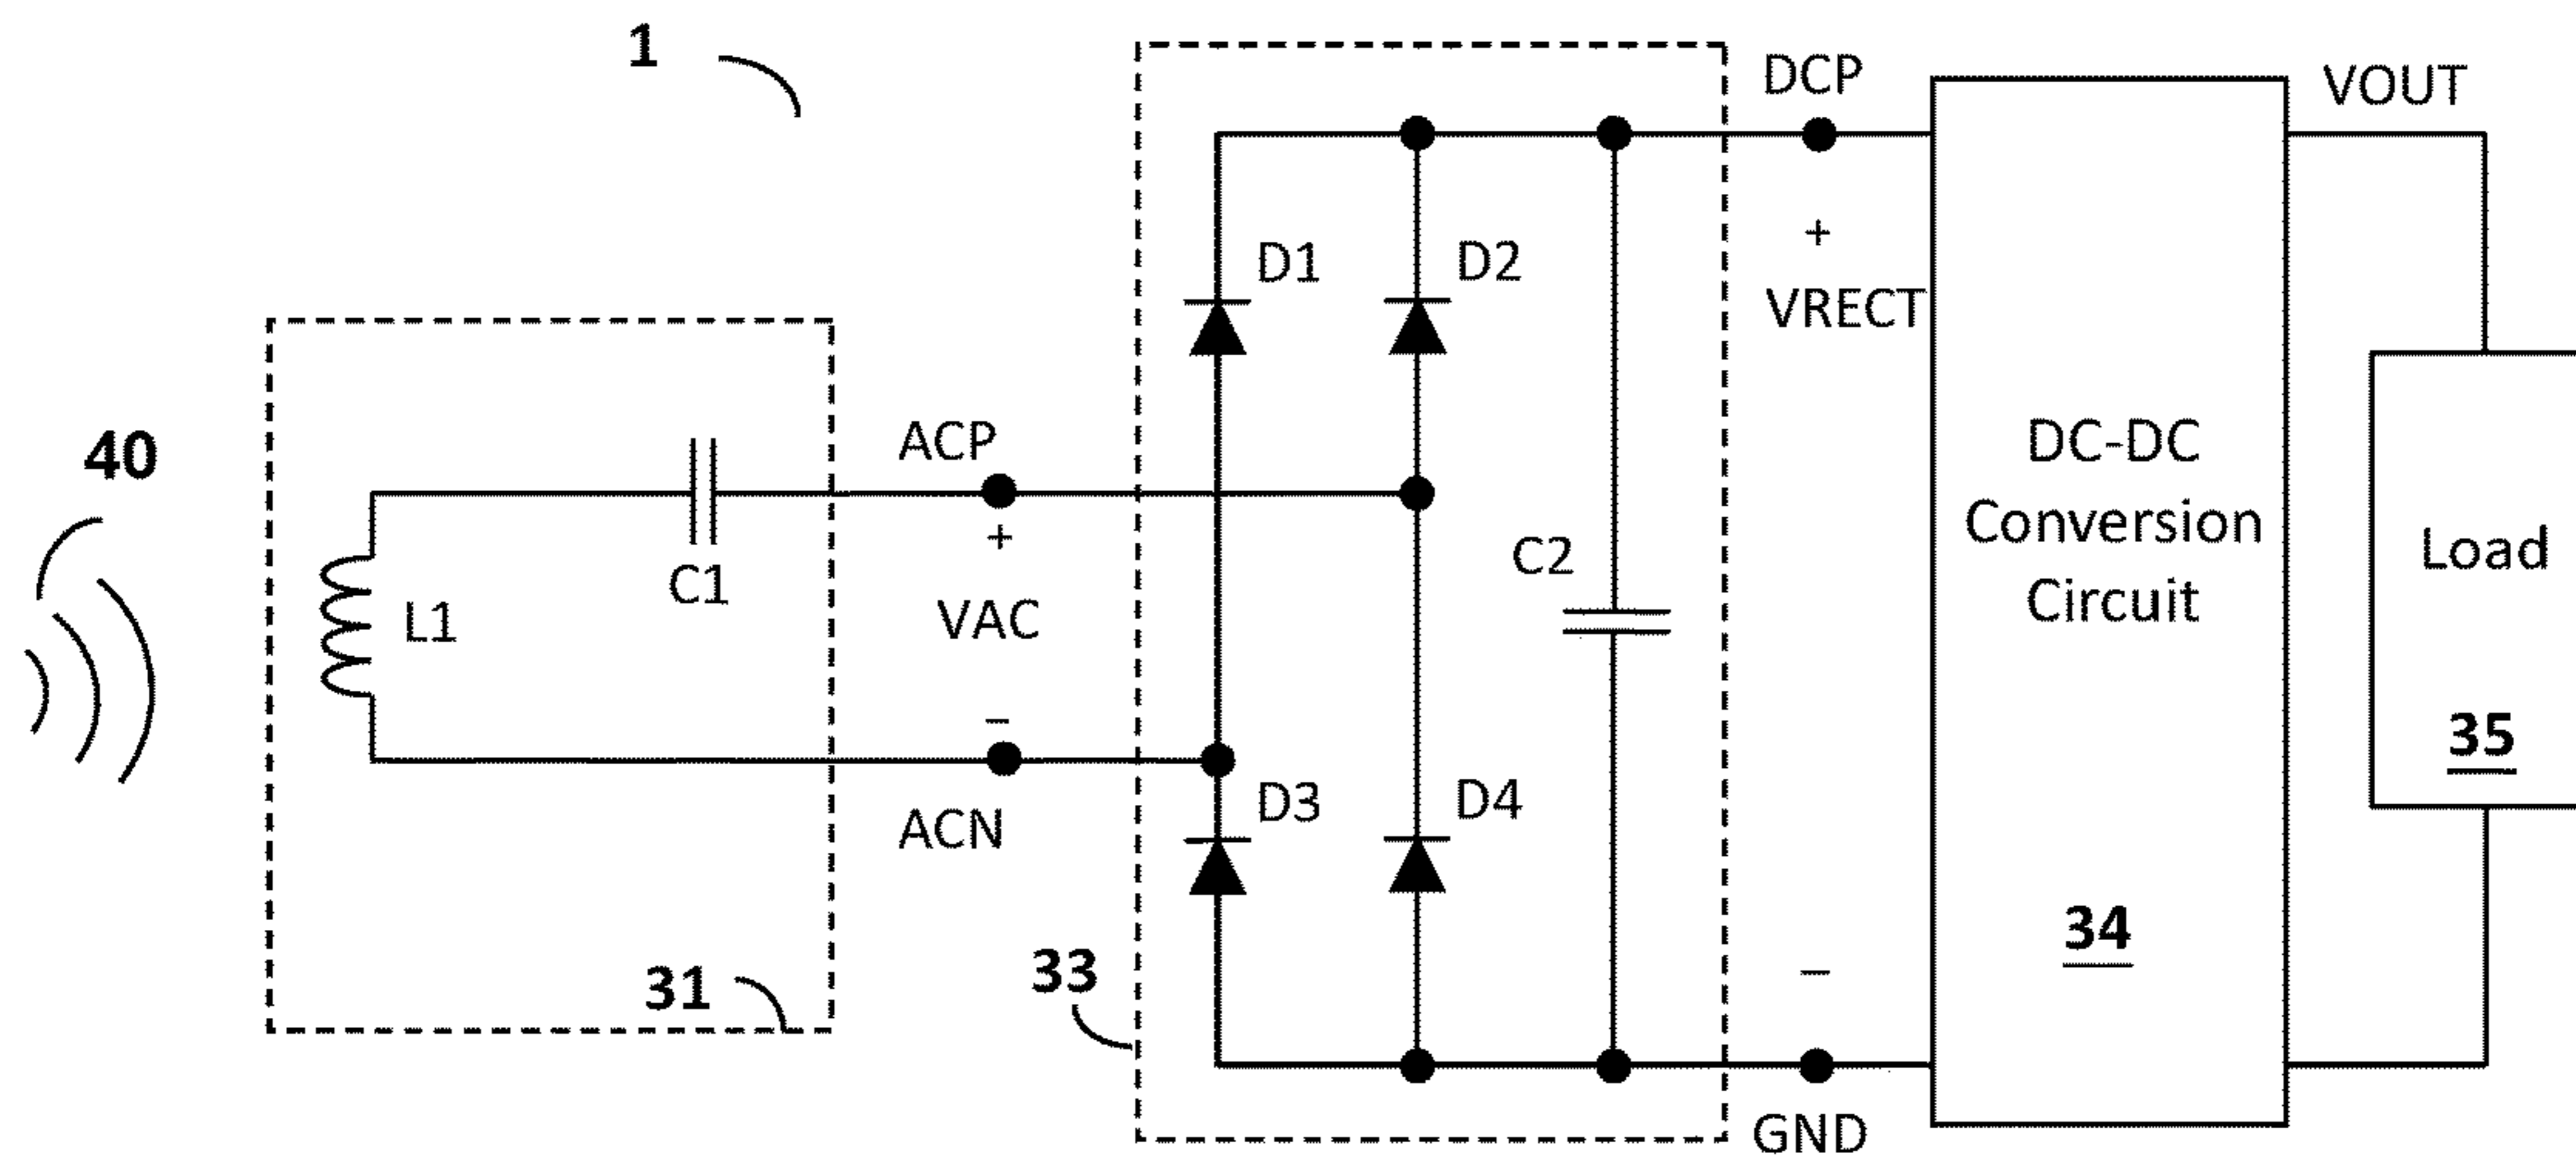 1
40
L1
C1
31
ACP
+
VAC
−
ACN
33
D1
D2
D3
D4
C2
DCP
+
VRECT
−
GND
DC-DC
Conversion
Circuit
34
VOUT
Load
35